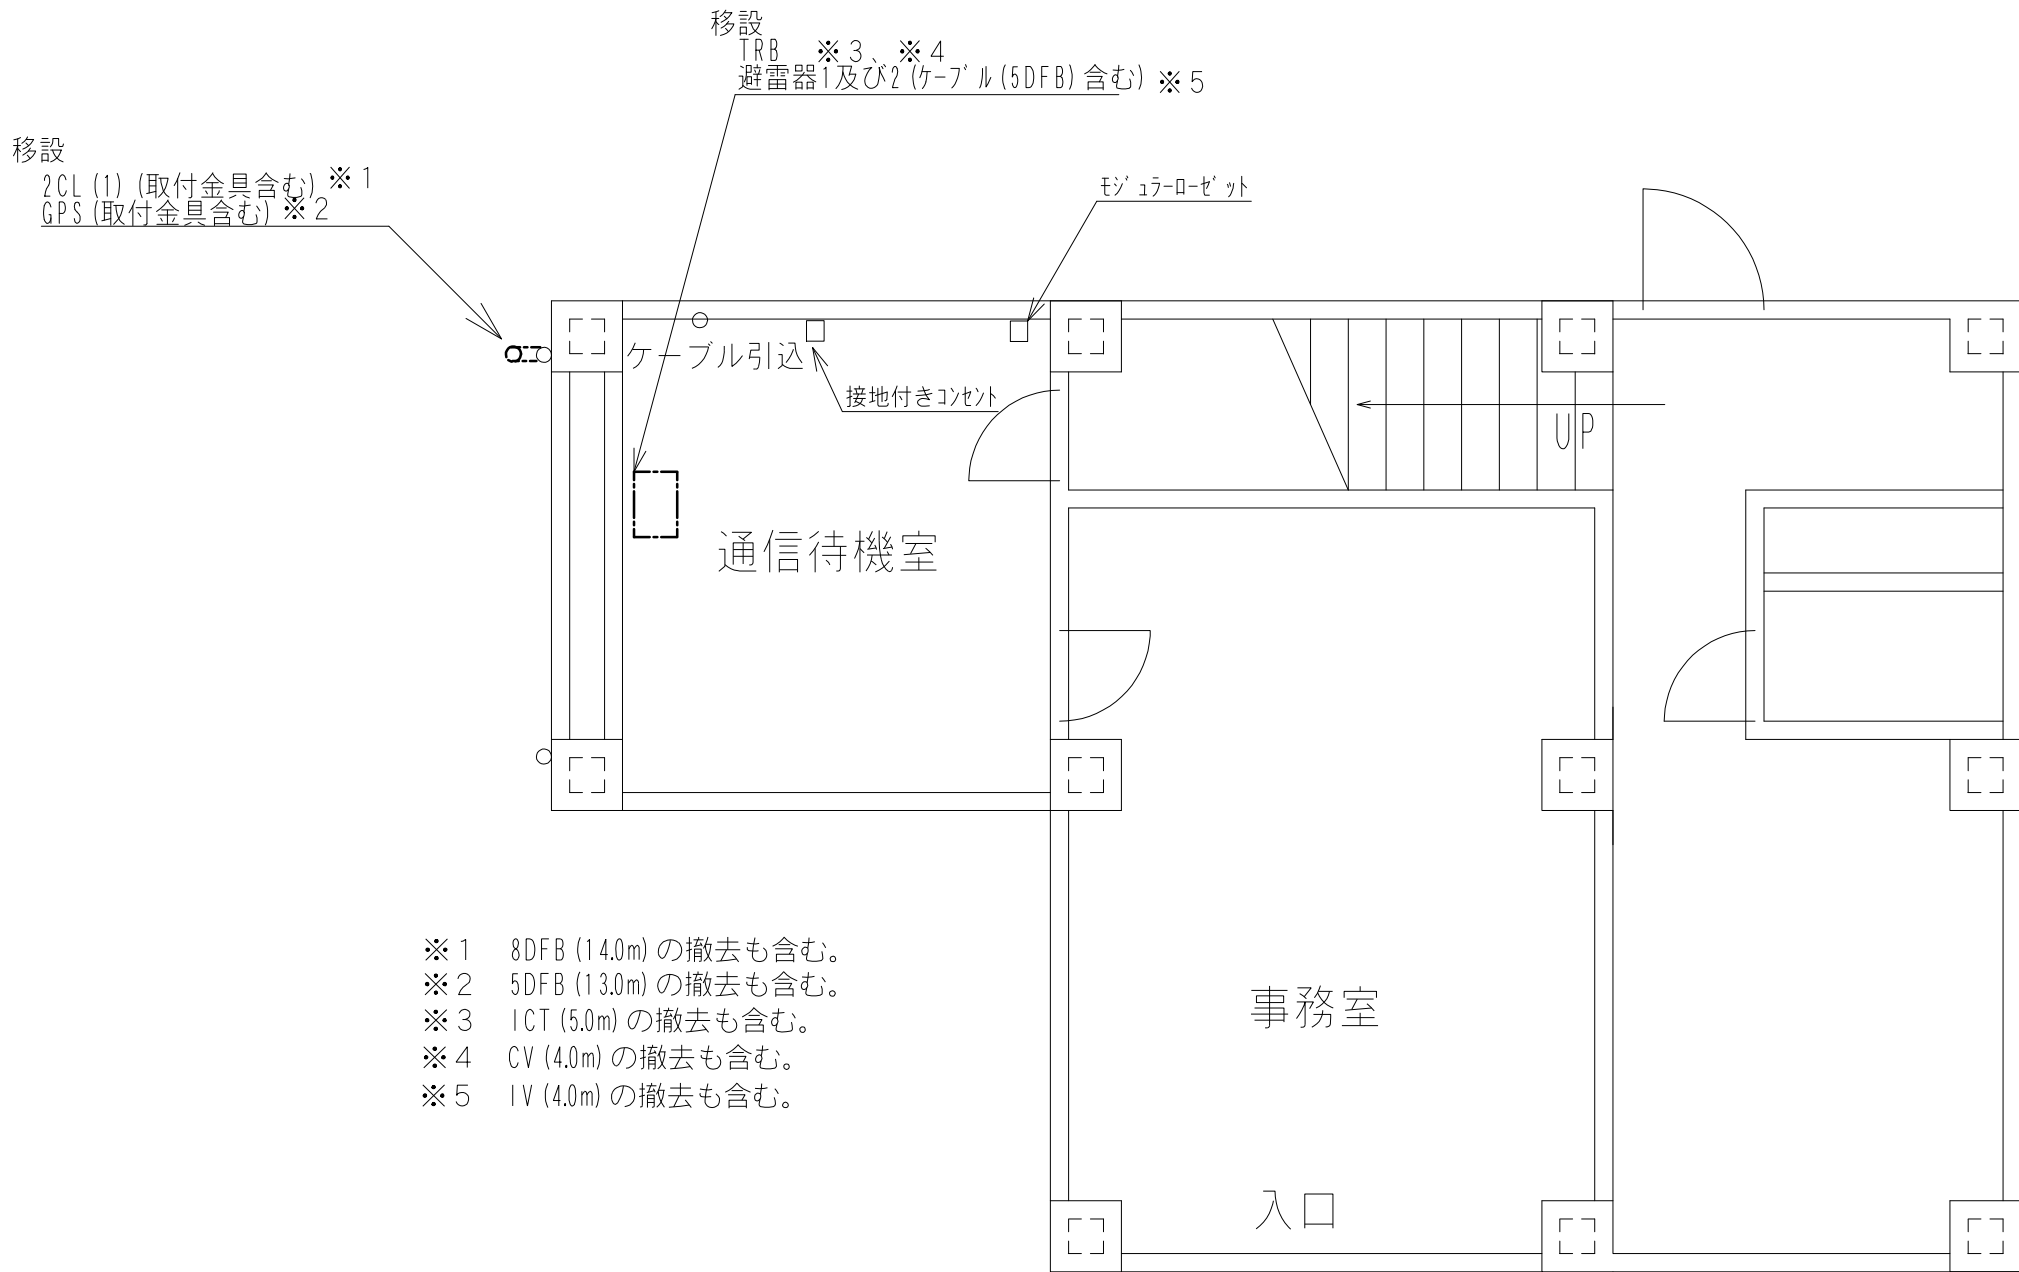 移設
TRB ※3、※4
避雷器1及び2(ｹｰﾌﾞﾙ(5DFB)含む) ※5
移設
2CL(1)(取付金具含む) ※1
GPS(取付金具含む) ※2
ﾓｼﾞｭﾗｰﾛｰｾﾞｯﾄ
ケーブル引込
接地付きｺﾝｾﾝﾄ
UP
通信待機室
※1 8DFB(14.0m)の撤去も含む。
※2 5DFB(13.0m)の撤去も含む。
※3 ICT(5.0m)の撤去も含む。
※4 CV(4.0m)の撤去も含む。
※5 IV(4.0m)の撤去も含む。
事務室
入口